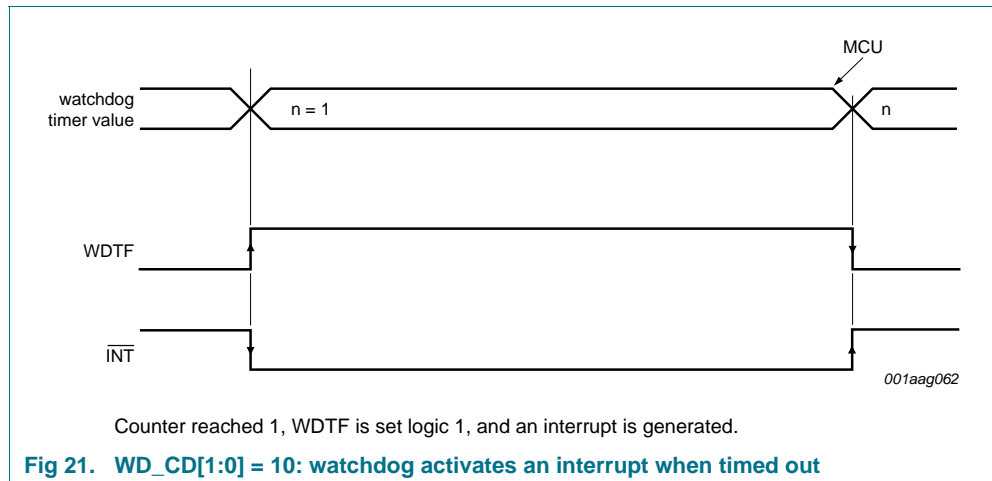 MCU
watchdog
timer value
n = 1
n
WDTF
INT
001aag062
Counter reached 1, WDTF is set logic 1, and an interrupt is generated.
Fig 21. WD_CD[1:0] = 10: watchdog activates an interrupt when timed out